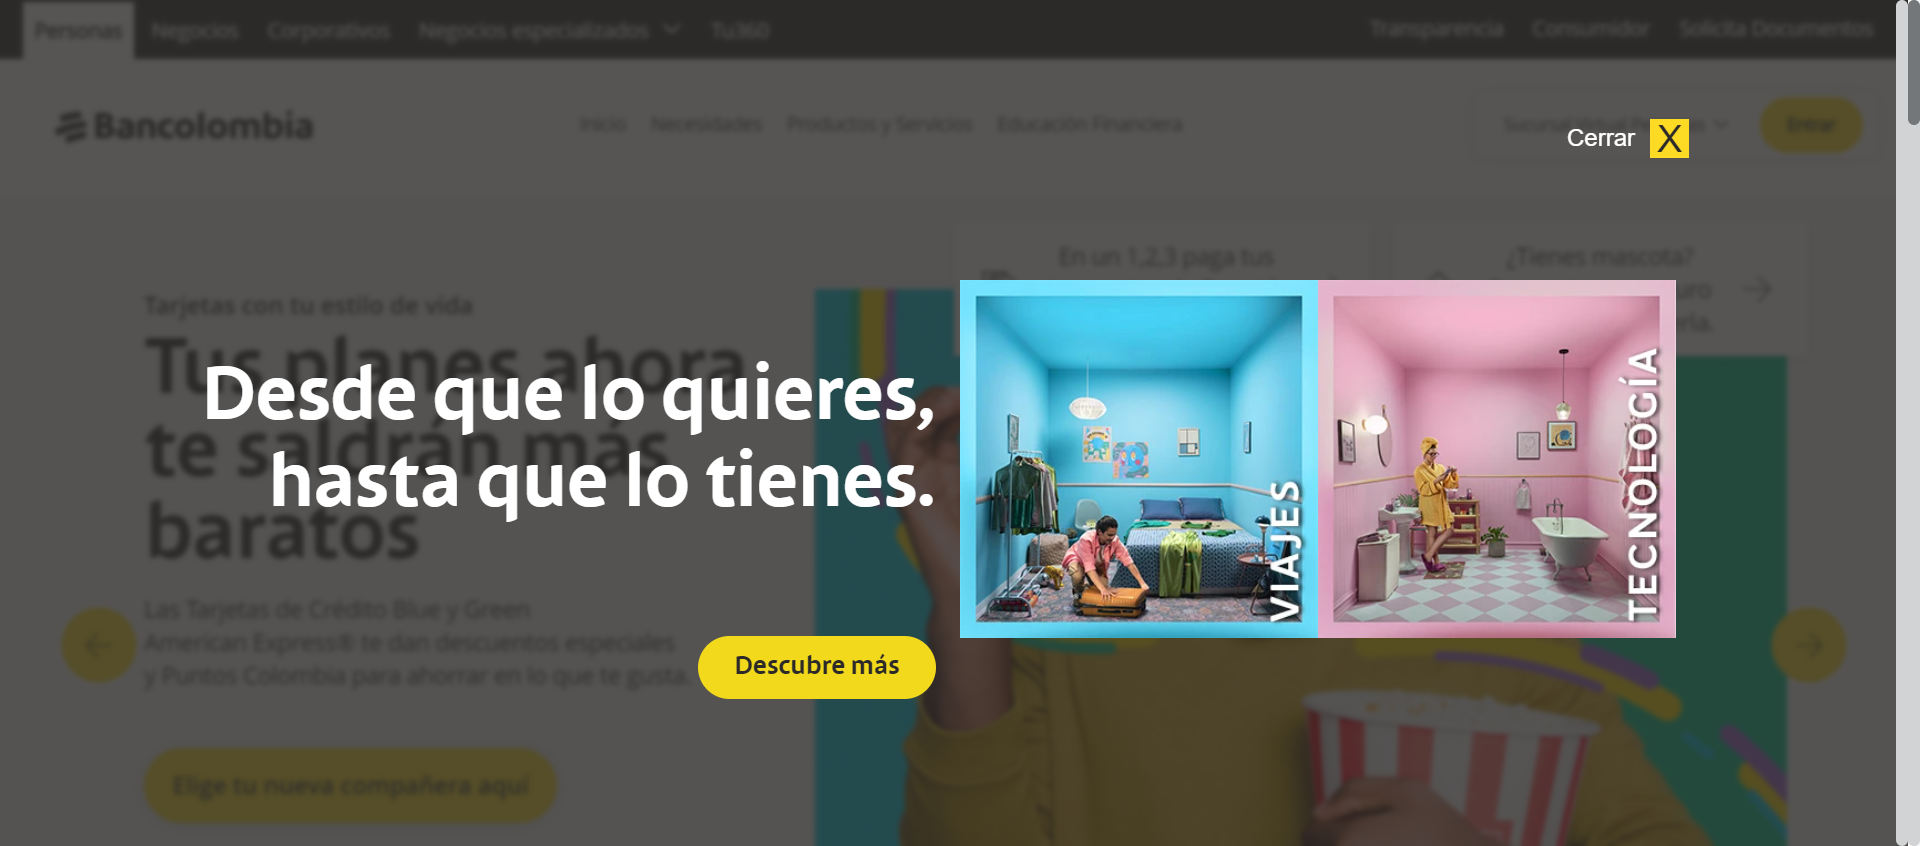 Personas
Negocios
Corporativos
Negocios especializados
Tu360
Transparencia
Consumidor
Solicita Documentos
Bancolombia
Inicio
Necesidades
Productos y Servicios
Educación Financiera
Sucursal Virtual
Entrar
Cerrar X
En un 1,2,3 paga tus
¿Tienes mascota?
Tarjetas con tu estilo de vida
Tus planes ahora
te saldrán más
baratos
Desde que lo quieres,
hasta que lo tienes.
VIAJES
TECNOLOGÍA
Las Tarjetas de Crédito Blue y Green
American Express® te dan descuentos especiales
y Puntos Colombia para ahorrar en lo que te gusta.
Descubre más
Elige tu nueva compañera aquí